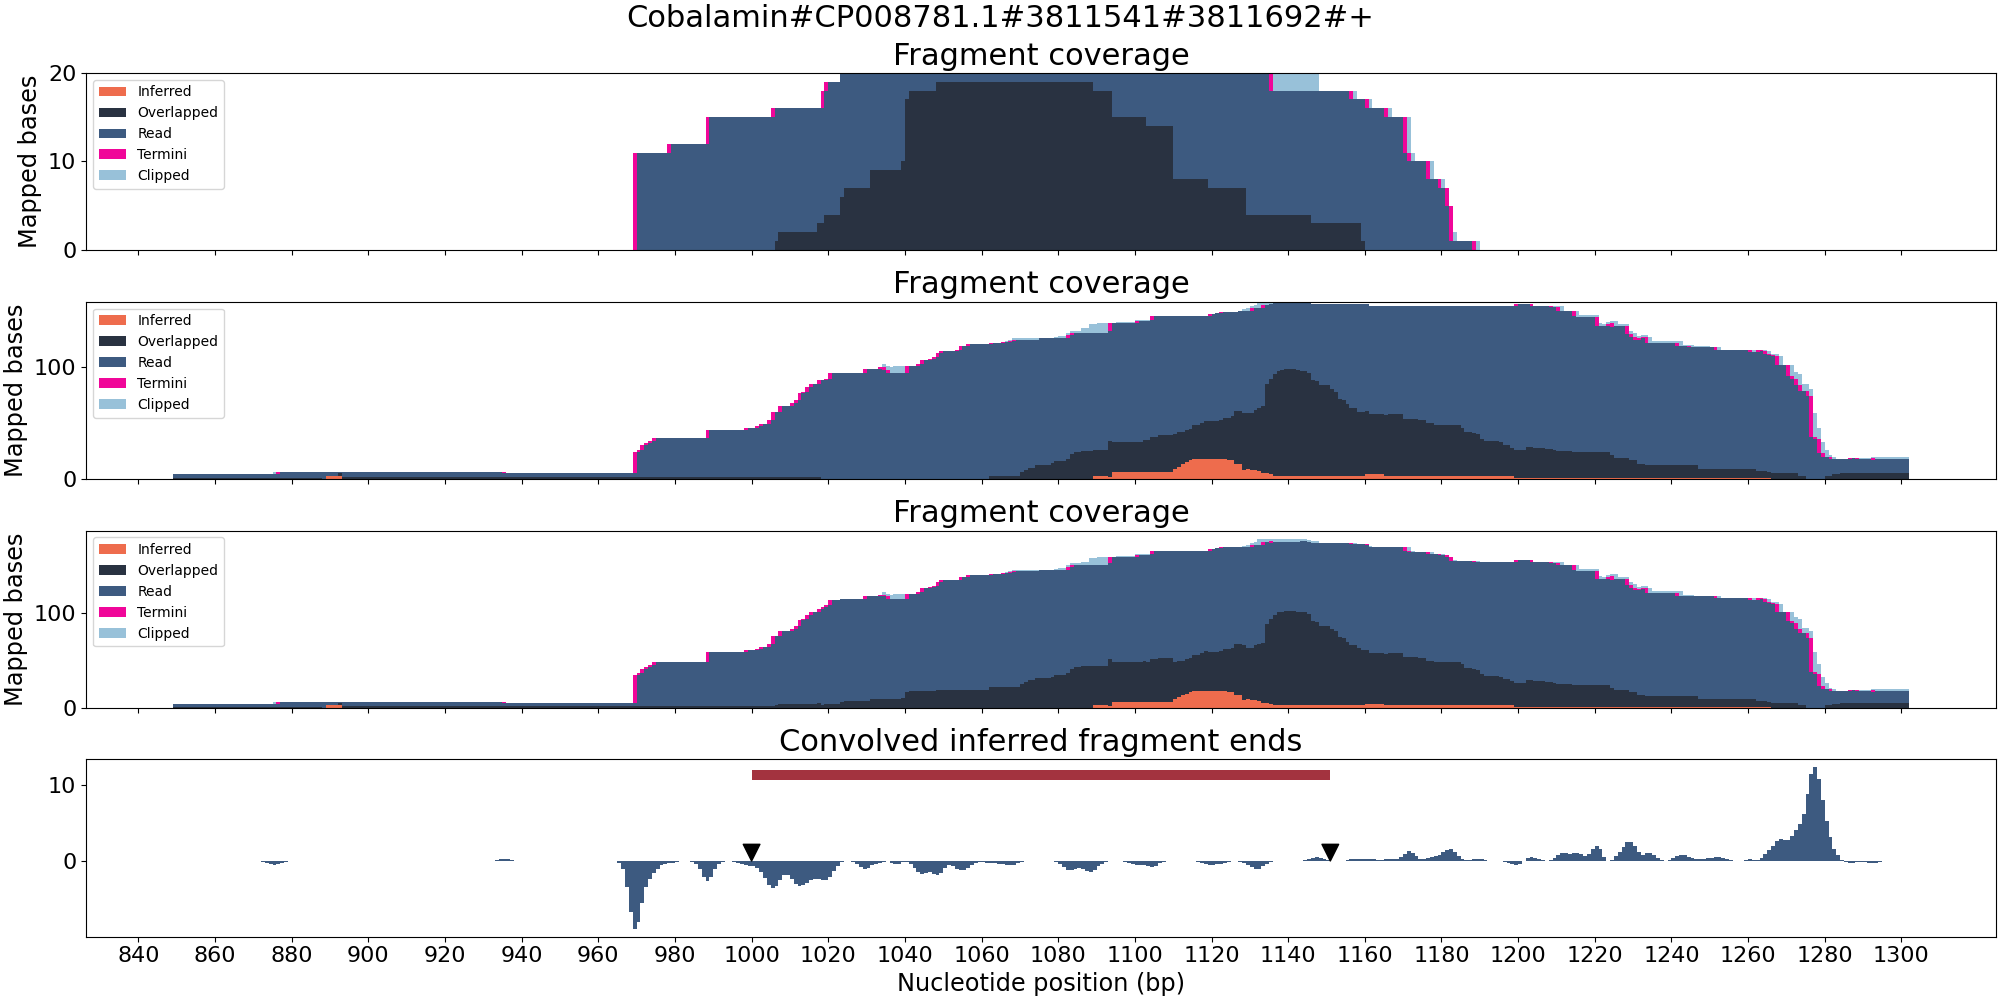 Cobalamin#CP008781.1#3811541#3811692#+
Fragment coverage
Mapped bases
20
10
0
Inferred
Overlapped
Read
Termini
Clipped
Fragment coverage
Mapped bases
100
0
Inferred
Overlapped
Read
Termini
Clipped
Fragment coverage
Mapped bases
100
0
Inferred
Overlapped
Read
Termini
Clipped
Convolved inferred fragment ends
10
0
840 860 880 900 920 940 960 980 1000 1020 1040 1060 1080 1100 1120 1140 1160 1180 1200 1220 1240 1260 1280 1300
Nucleotide position (bp)